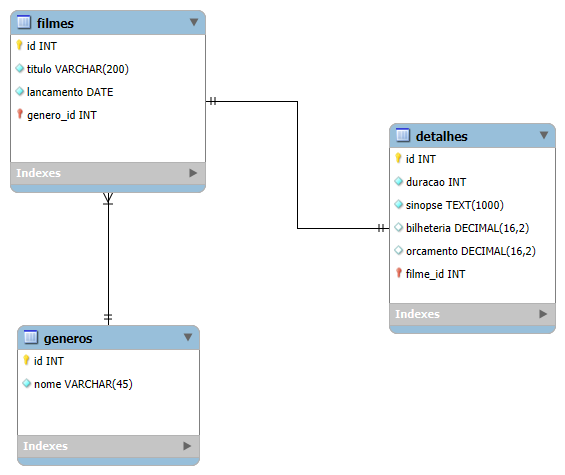 filmes
id INT
titulo VARCHAR(200)
lancamento DATE
genero_id INT
Indexes
detalhes
id INT
duracao INT
sinopse TEXT(1000)
bilheteria DECIMAL(16,2)
orcamento DECIMAL(16,2)
filme_id INT
Indexes
generos
id INT
nome VARCHAR(45)
Indexes